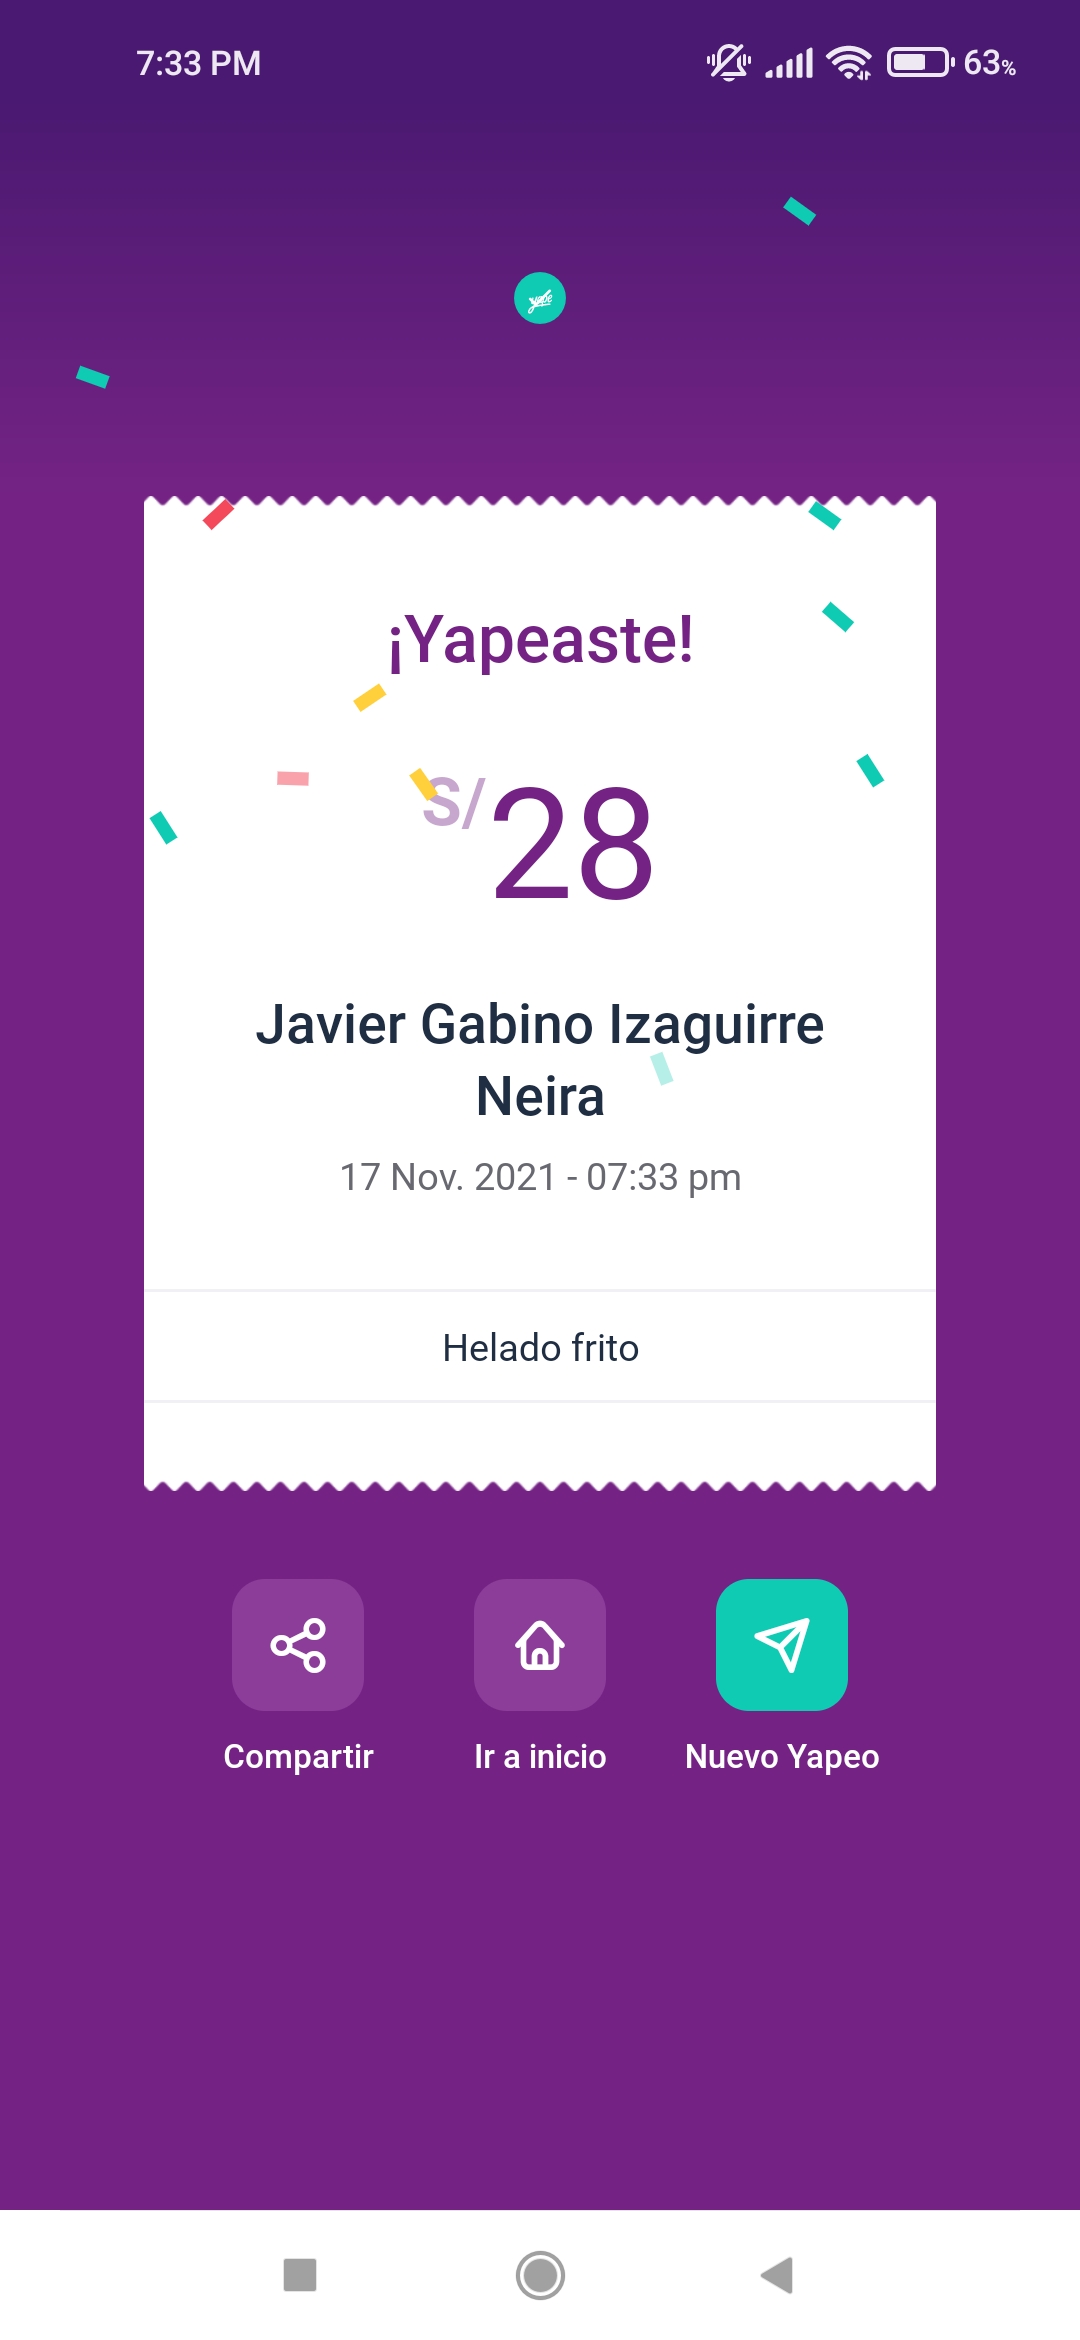 7:33 PM
63%
yape
¡Yapeaste!
S/28
Javier Gabino Izaguirre
Neira
17 Nov. 2021 - 07:33 pm
Helado frito
Compartir
Ir a inicio
Nuevo Yapeo